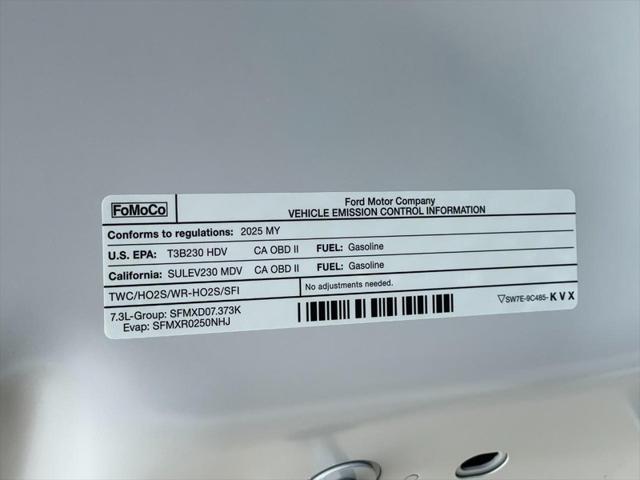 FoMoCo
Ford Motor Company
VEHICLE EMISSION CONTROL INFORMATION
Conforms to regulations: 2025 MY
U.S. EPA: T3B230 HDV CA OBD II FUEL: Gasoline
California: SULEV230 MDV CA OBD II FUEL: Gasoline
TWC/HO2S/WR-HO2S/SFI
No adjustments needed.
7.3L-Group: SFMXD07.373K
Evap: SFMXR0250NHJ
SW7E-9C485-KVX